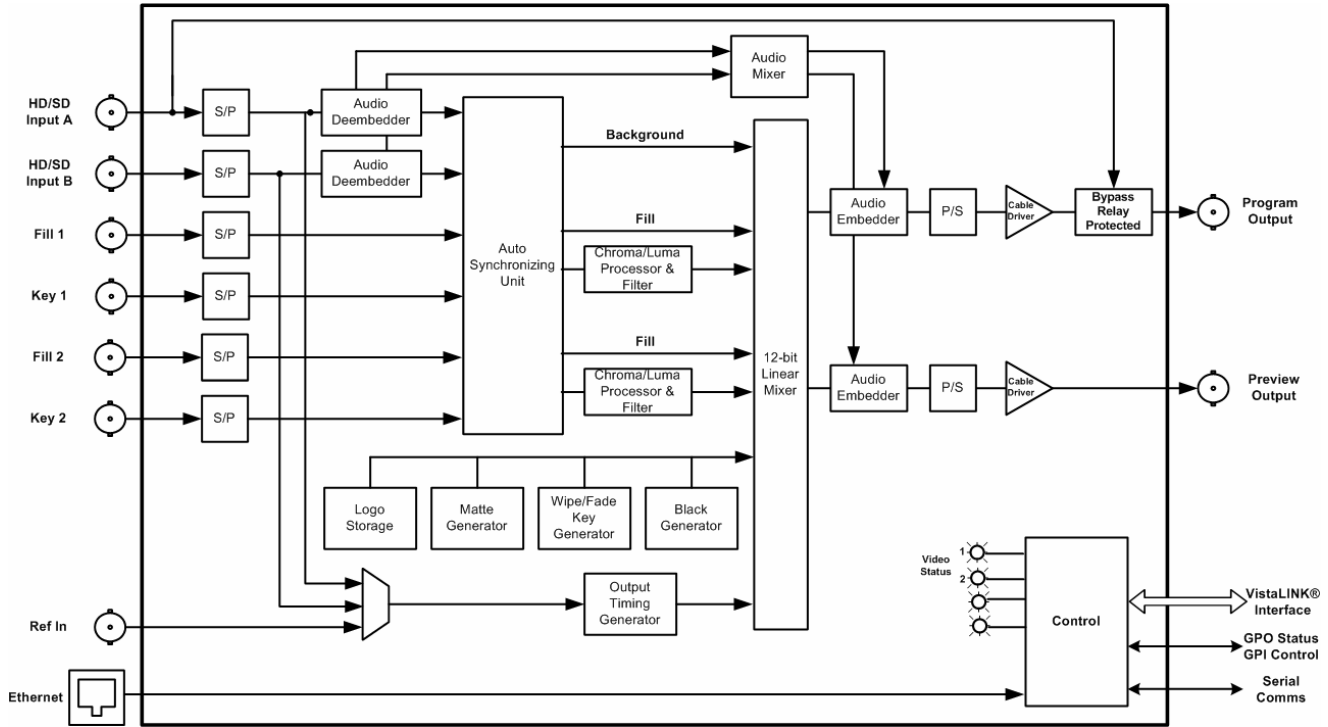 Audio
Mixer
HD/SD
Input A
S/P
Audio
Deembedder
Background
HD/SD
Input B
S/P
Audio
Deembedder
Audio
Embedder
P/S
Cable
Driver
Bypass
Relay
Protected
Program
Output
Fill 1
S/P
Auto
Synchronizing
Unit
Fill
Chroma/Luma
Processor &
Filter
Key 1
S/P
Fill 2
S/P
Fill
12-bit
Linear
Mixer
Chroma/Luma
Processor &
Filter
Audio
Embedder
P/S
Cable
Driver
Preview
Output
Key 2
S/P
Logo
Storage
Matte
Generator
Wipe/Fade
Key
Generator
Black
Generator
Output
Timing
Generator
Video
Status
1
2
Control
VistaLINK®
Interface
Ref In
GPO Status
GPI Control
Ethernet
Serial
Comms